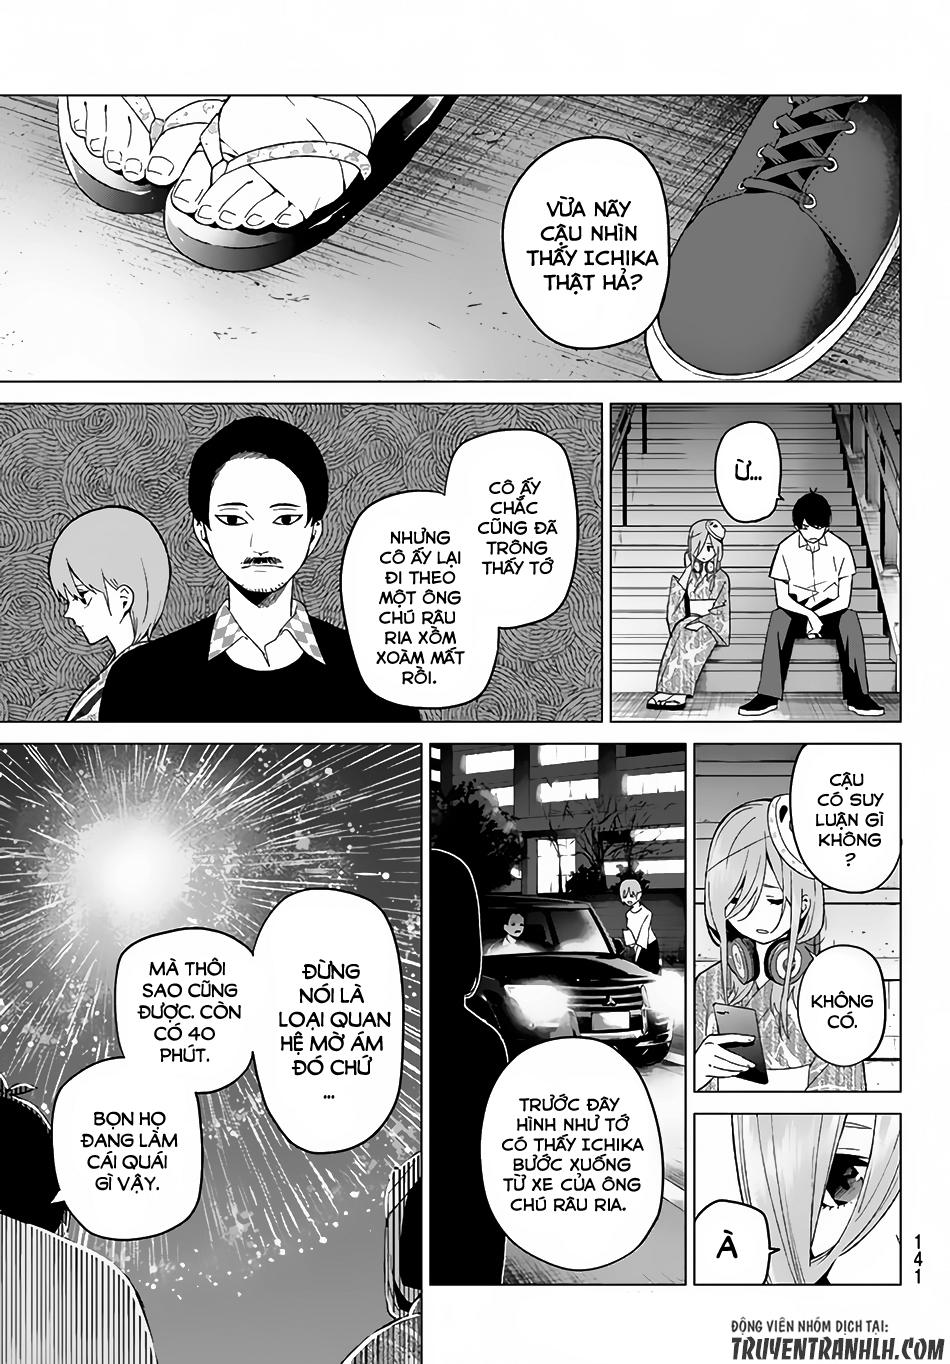 VỪA NÃY
CẬU NHÌN
THẤY ICHIKA
THẬT HẢ?
Ừ...
CÔ ẤY
CHẮC
CŨNG ĐÃ
TRÔNG
THẤY TỚ
NHƯNG
CÔ ẤY LẠI
ĐI THEO
MỘT ÔNG
CHÚ RÂU
RIA XỒM
XOÀM MẤT
RỒI.
CẬU
CÓ SUY
LUẬN GÌ
KHÔNG
?
KHÔNG
CÓ.
À
TRƯỚC ĐÂY
HÌNH NHƯ TỚ
CÓ THẤY ICHIKA
BƯỚC XUỐNG
TỪ XE CỦA ÔNG
CHÚ RÂU RIA.
ĐỪNG
NÓI LÀ
LOẠI QUAN
HỆ MỜ ÁM
ĐÓ CHỨ
...
MÀ THÔI
SAO CŨNG
ĐƯỢC. CÒN
CÓ 40
PHÚT.
BỌN HỌ
ĐANG LÀM
CÁI QUÁI
GÌ VẬY.
141
ĐỘNG VIÊN NHÓM DỊCH TẠI:
TRUYENTRANHLH.COM